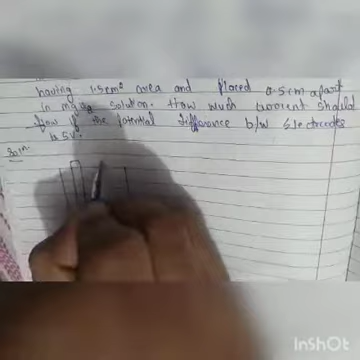 having 1.5cm² area and placed 0.5cm apart
in solution. How much current should
flow if the potential difference b/w Electrodes
is 5V.
Soln.
InShOt